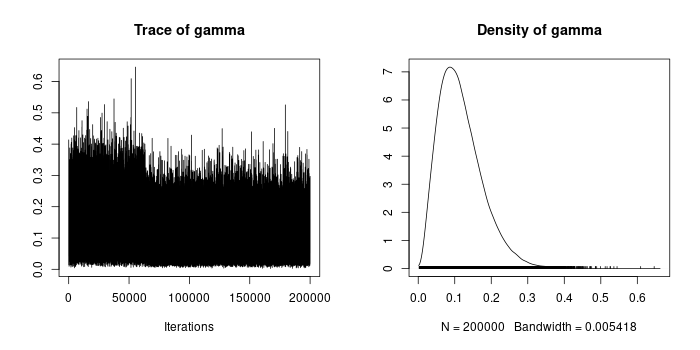 Trace of gamma
0.0 0.1 0.2 0.3 0.4 0.5 0.6
0 50000 100000 150000 200000
Iterations
Density of gamma
0 1 2 3 4 5 6 7
0.0 0.1 0.2 0.3 0.4 0.5 0.6
N = 200000 Bandwidth = 0.005418